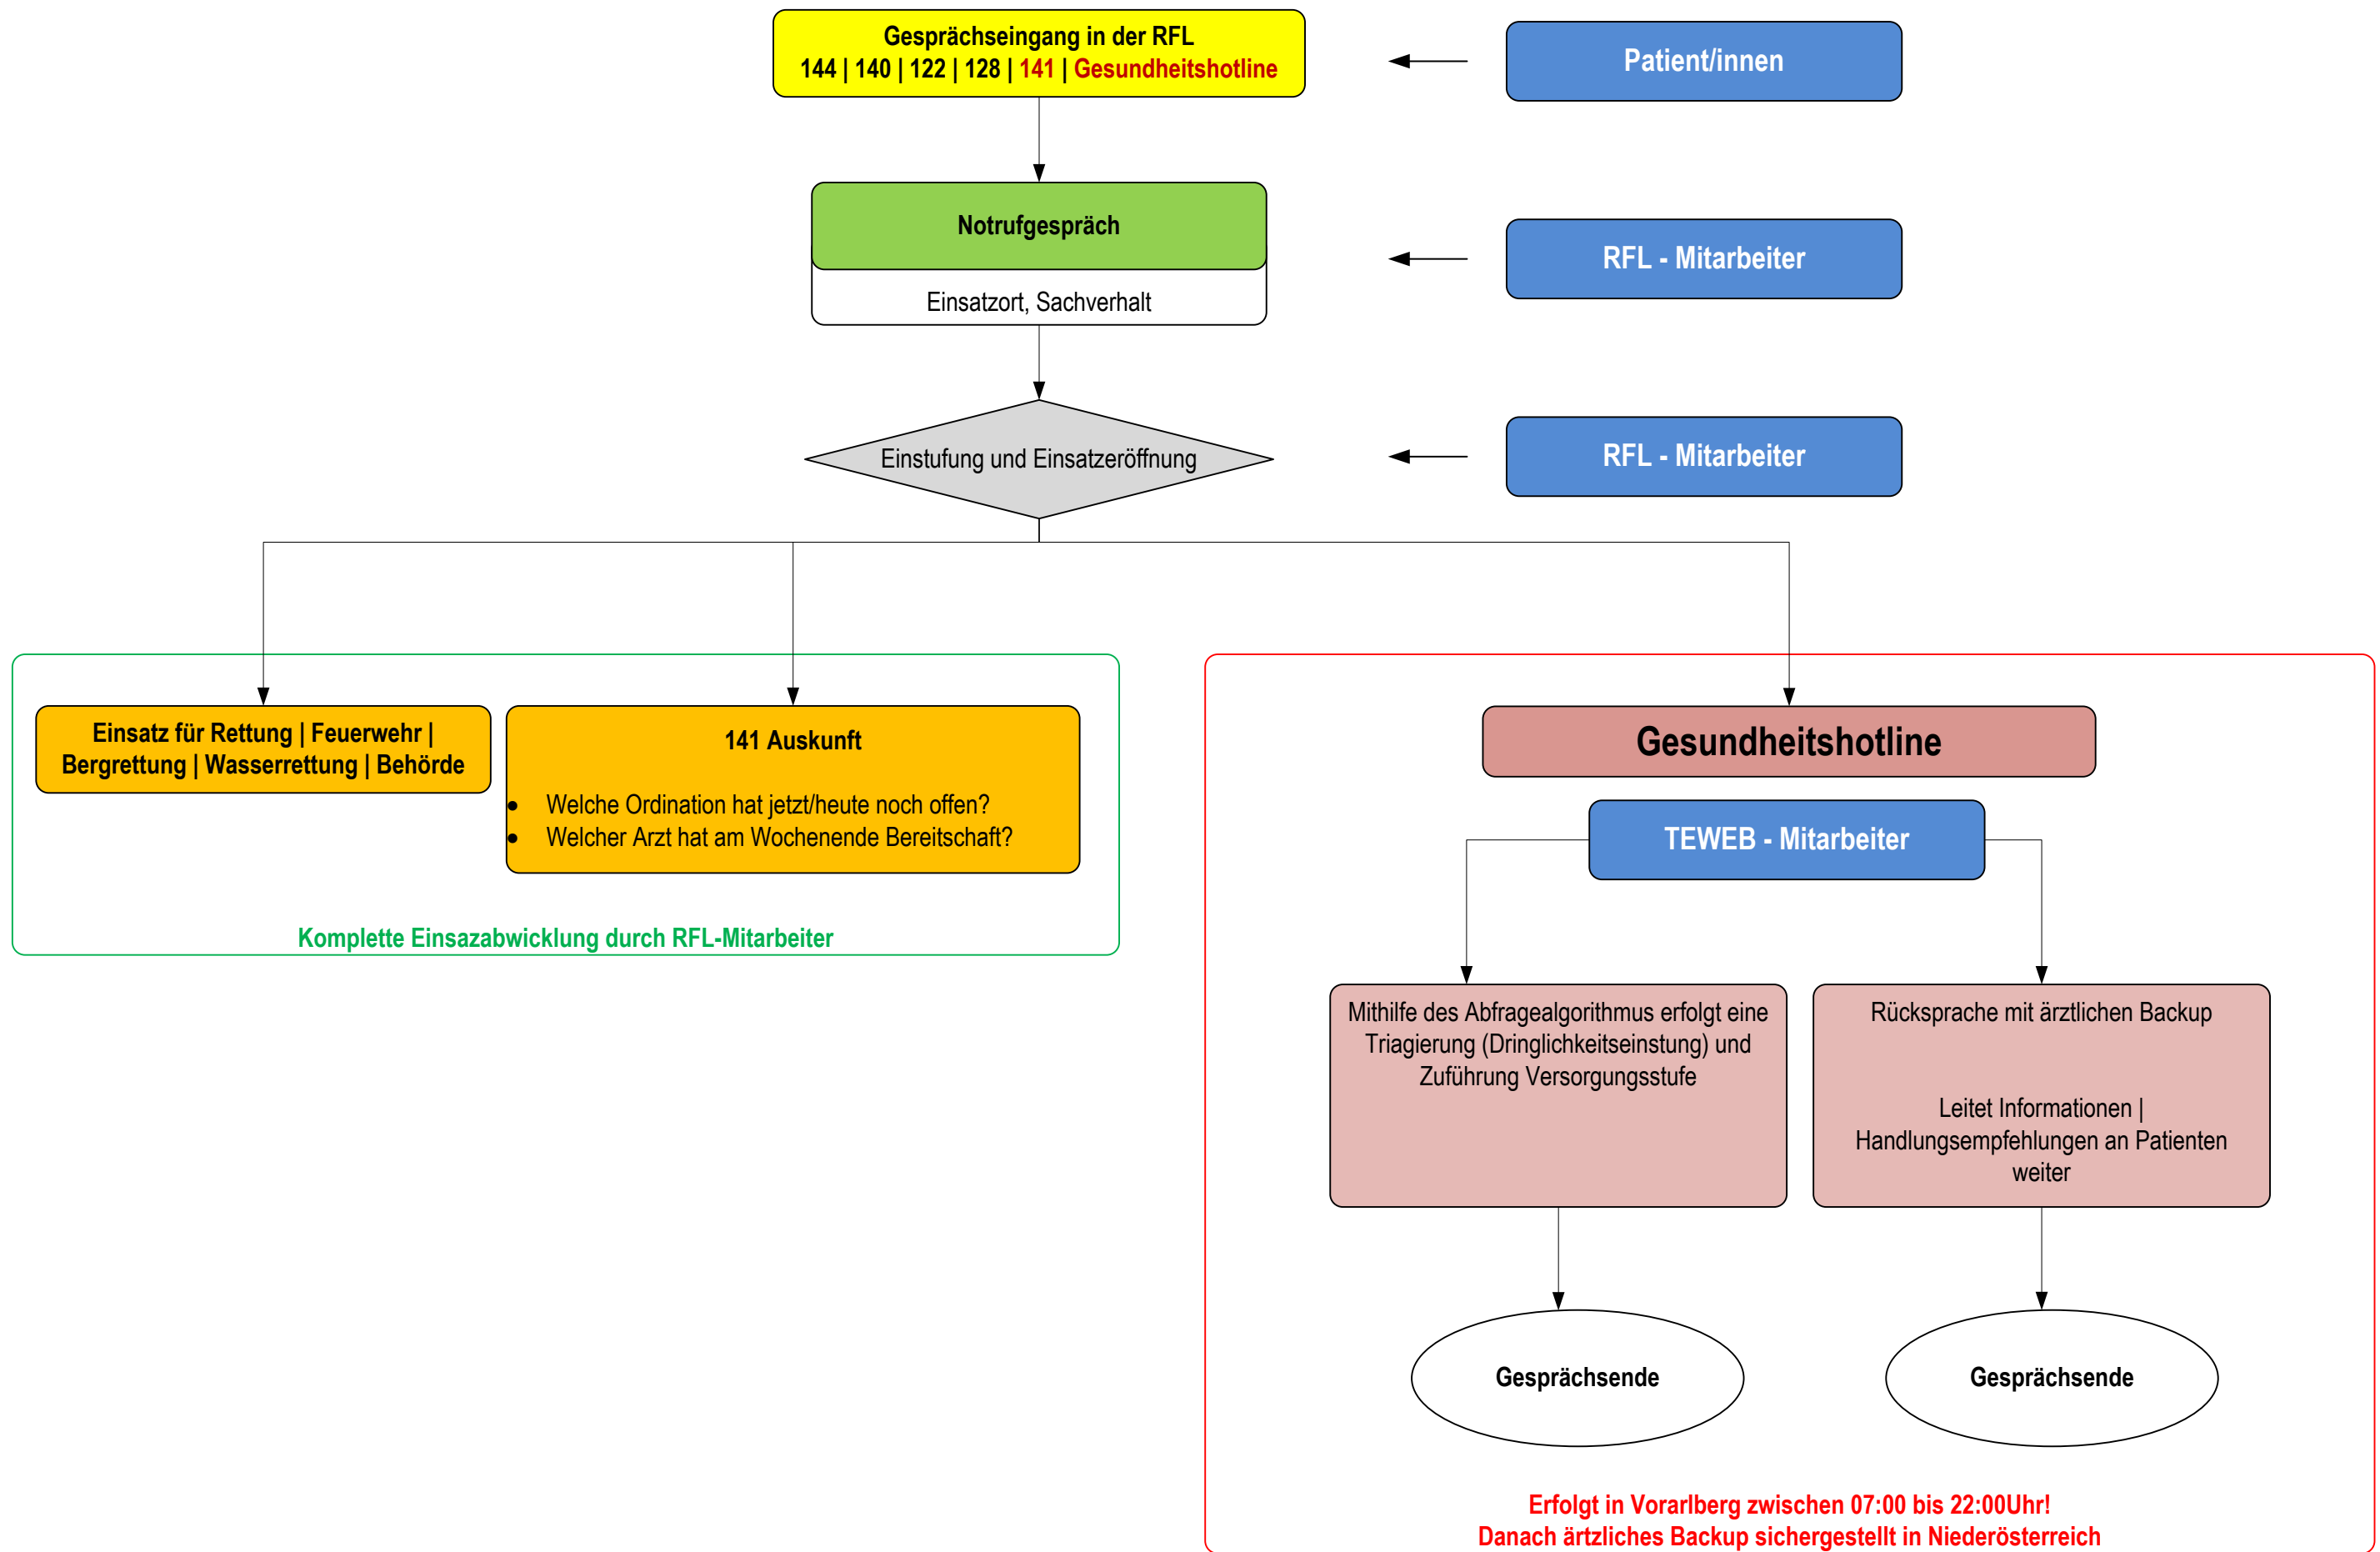 Gesprächseingang in der RFL
144 | 140 | 122 | 128 | 141 | Gesundheitshotline
Patient/innen
Notrufgespräch
Einsatzort, Sachverhalt
RFL - Mitarbeiter
Einstufung und Einsatzeröffnung
RFL - Mitarbeiter
Einsatz für Rettung | Feuerwehr |
Bergrettung | Wasserrettung | Behörde
141 Auskunft
• Welche Ordination hat jetzt/heute noch offen?
• Welcher Arzt hat am Wochenende Bereitschaft?
Komplette Einsazabwicklung durch RFL-Mitarbeiter
Gesundheitshotline
TEWEB - Mitarbeiter
Mithilfe des Abfragealgorithmus erfolgt eine
Triagierung (Dringlichkeitseinstung) und
Zuführung Versorgungsstufe
Rücksprache mit ärztlichen Backup
Leitet Informationen |
Handlungsempfehlungen an Patienten
weiter
Gesprächsende
Gesprächsende
Erfolgt in Vorarlberg zwischen 07:00 bis 22:00Uhr!
Danach ärtzliches Backup sichergestellt in Niederösterreich